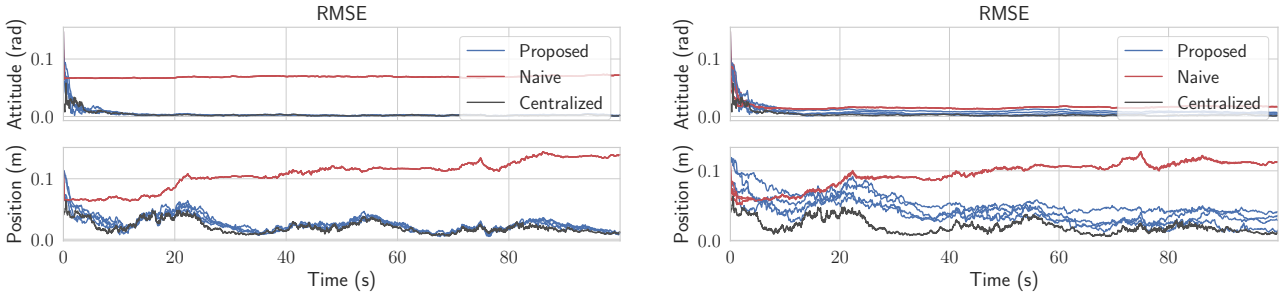 RMSE
Attitude (rad)
0.1
0.0
Proposed
Naive
Centralized
Position (m)
0.1
0.0
0 20 40 60 80
Time (s)
RMSE
Attitude (rad)
0.1
0.0
Proposed
Naive
Centralized
Position (m)
0.1
0.0
0 20 40 60 80
Time (s)